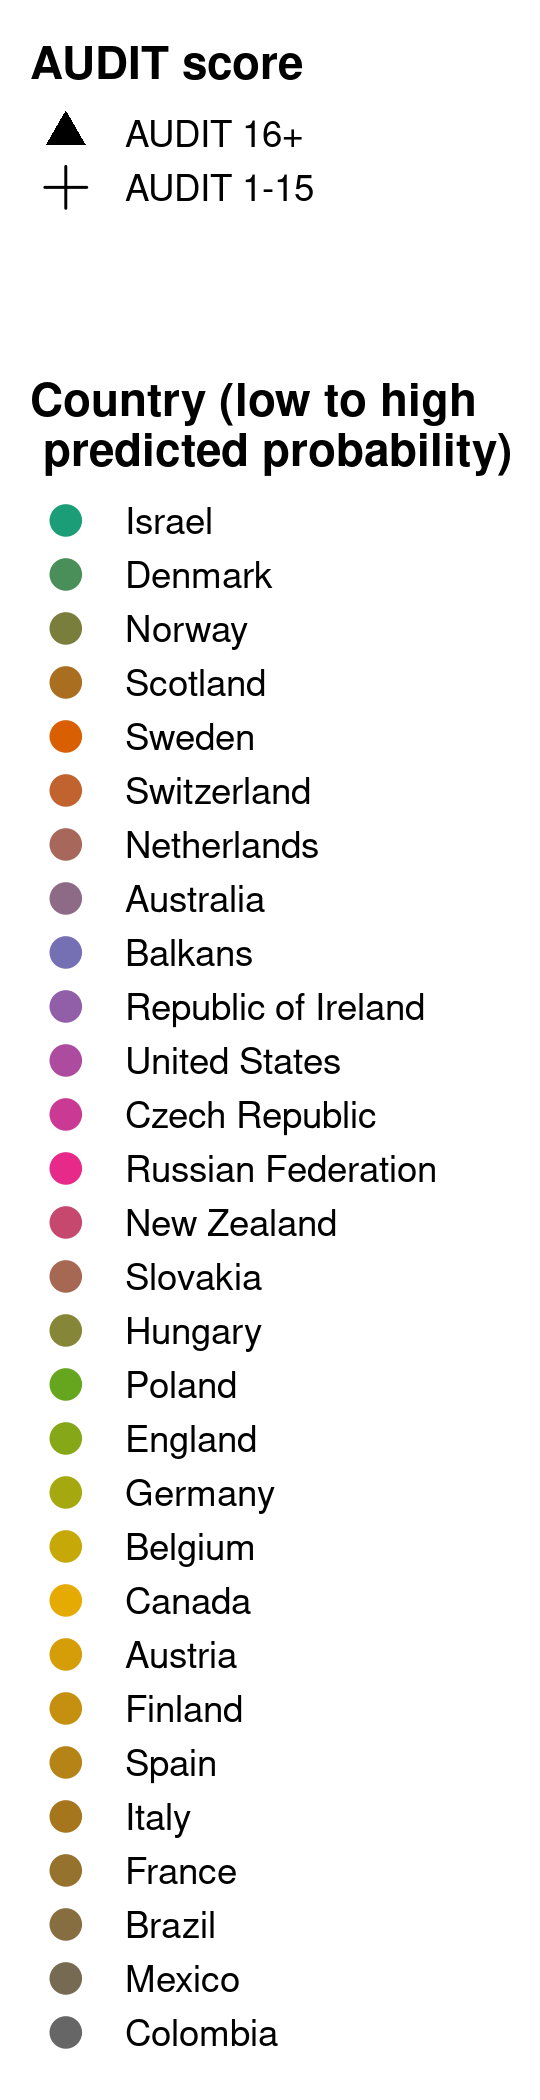 AUDIT score
AUDIT 16+
AUDIT 1-15
Country (low to high
predicted probability)
Israel
Denmark
Norway
Scotland
Sweden
Switzerland
Netherlands
Australia
Balkans
Republic of Ireland
United States
Czech Republic
Russian Federation
New Zealand
Slovakia
Hungary
Poland
England
Germany
Belgium
Canada
Austria
Finland
Spain
Italy
France
Brazil
Mexico
Colombia